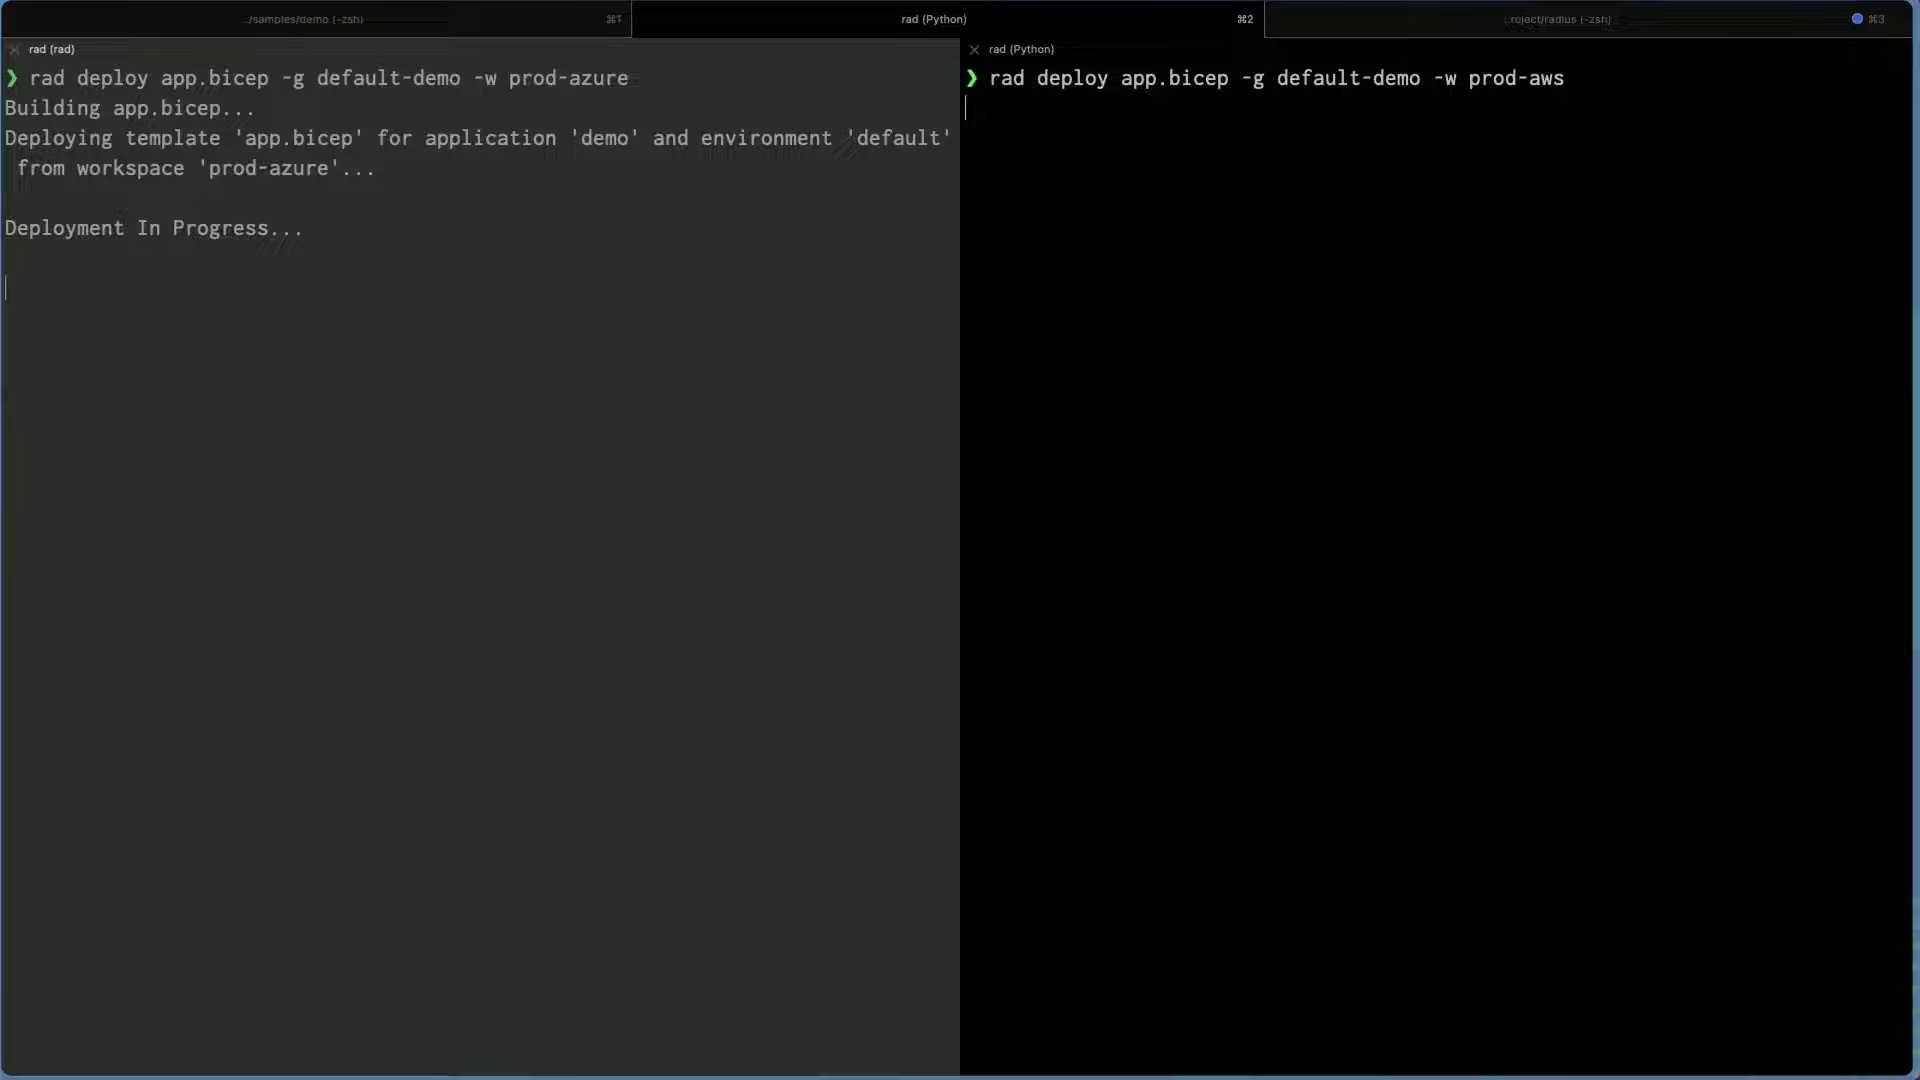 ../samples/demo (-zsh)
⌘1
rad (Python)
⌘2
⌘3
rad (rad)
❯ rad deploy app.bicep -g default-demo -w prod-azure
Building app.bicep...
Deploying template 'app.bicep' for application 'demo' and environment 'default'
from workspace 'prod-azure'...
Deployment In Progress...
rad (Python)
❯ rad deploy app.bicep -g default-demo -w prod-aws